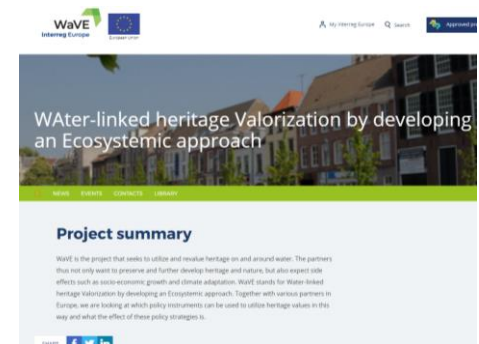 WaVE
Interreg Europe
European Union
My Interreg Europe
Search
Approved pro
WAter-linked heritage Valorization by developing
an Ecosystemic approach
NEWS EVENTS CONTACTS LIBRARY
Project summary
WaVE is the project that seeks to utilize and revalue heritage on and around water. The partners
thus not only want to preserve and further develop heritage and nature, but also expect side
effects such as socio-economic growth and climate adaptation. WaVE stands for Water-linked
heritage Valorization by developing an Ecosystemic approach. Together with various partners in
Europe, we are looking at which policy instruments can be used to utilize heritage values in this
way and what the effect of these policy strategies is.
SHARE